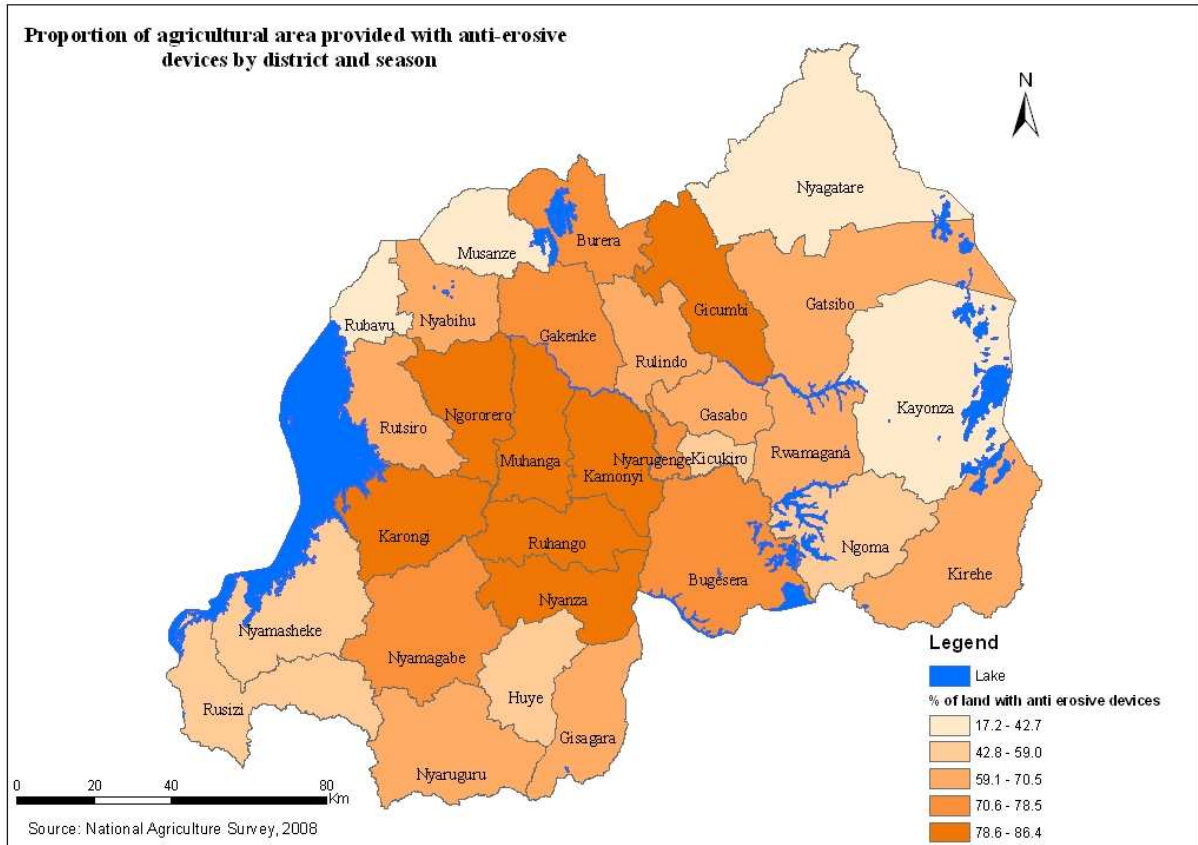 Proportion of agricultural area provided with anti-erosive
devices by district and season
N
Nyagatare
Burera
Musanze
Gicumbi
Gatsibo
Rubavu
Nyabihu
Gakenke
Rulindo
Kayonza
Ngororero
Gasabo
Rutsiro
Muhanga
Kamonyi
Nyarugenge
Kicukiro
Rwamagana
Karongi
Ruhango
Ngoma
Kirehe
Bugesera
Nyanza
Nyamasheke
Nyamagabe
Huye
Rusizi
Gisagara
Nyaruguru
Legend
Lake
% of land with anti erosive devices
17.2 - 42.7
42.8 - 59.0
59.1 - 70.5
70.6 - 78.5
78.6 - 86.4
0 20 40 80
Km
Source: National Agriculture Survey, 2008